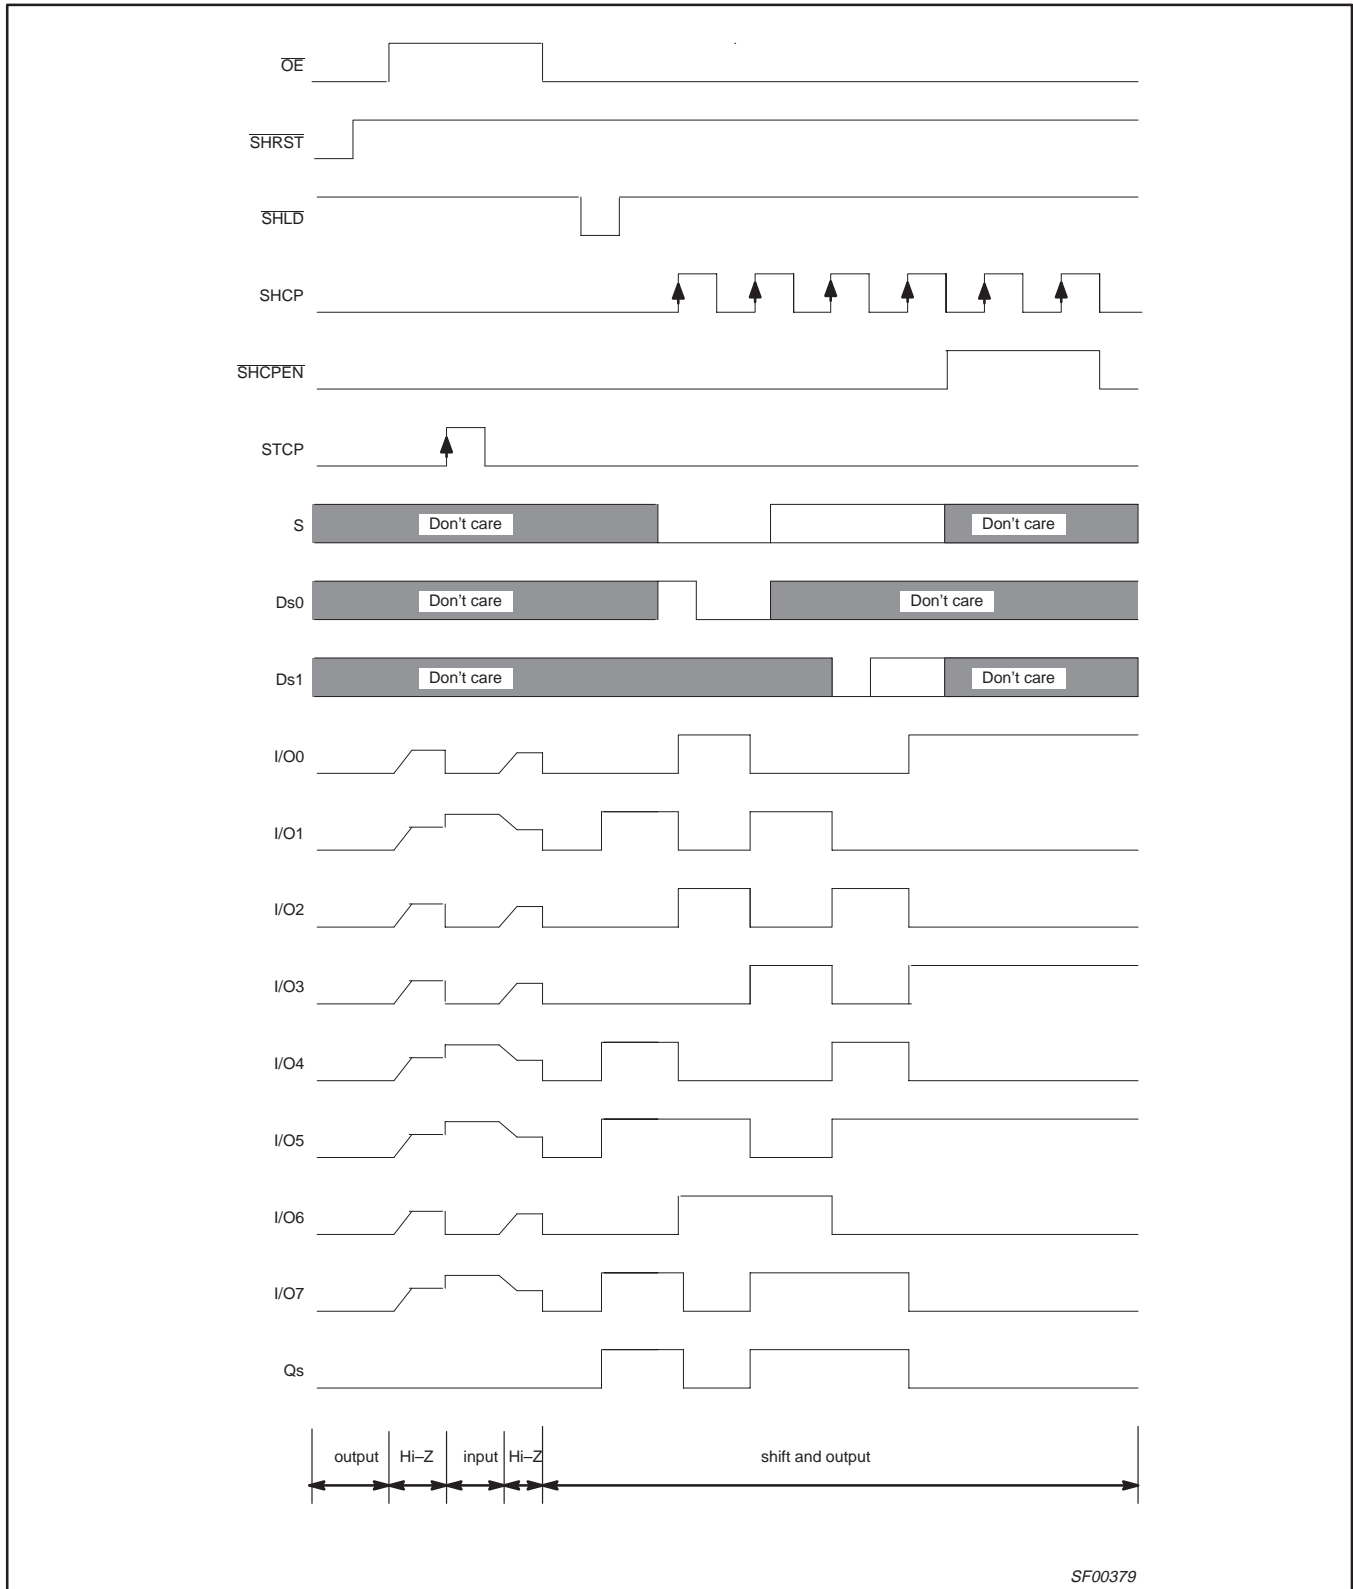 OE
SHRST
SHLD
SHCP
SHCPEN
STCP
S Don't care Don't care
Ds0 Don't care Don't care
Ds1 Don't care Don't care
I/O0
I/O1
I/O2
I/O3
I/O4
I/O5
I/O6
I/O7
Qs
output Hi–Z input Hi–Z shift and output
SF00379